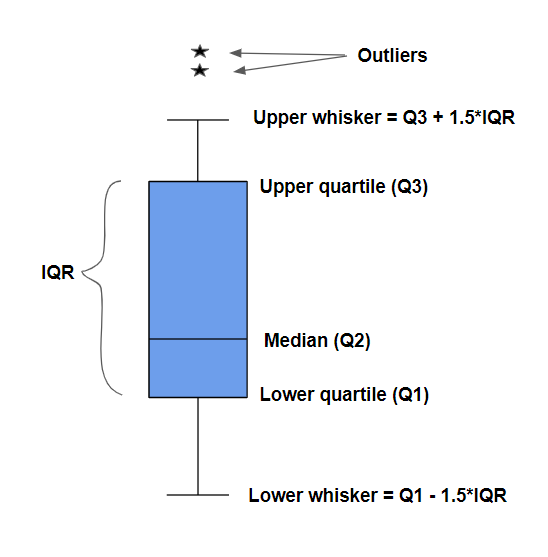 Outliers
Upper whisker = Q3 + 1.5*IQR
Upper quartile (Q3)
IQR
Median (Q2)
Lower quartile (Q1)
Lower whisker = Q1 - 1.5*IQR